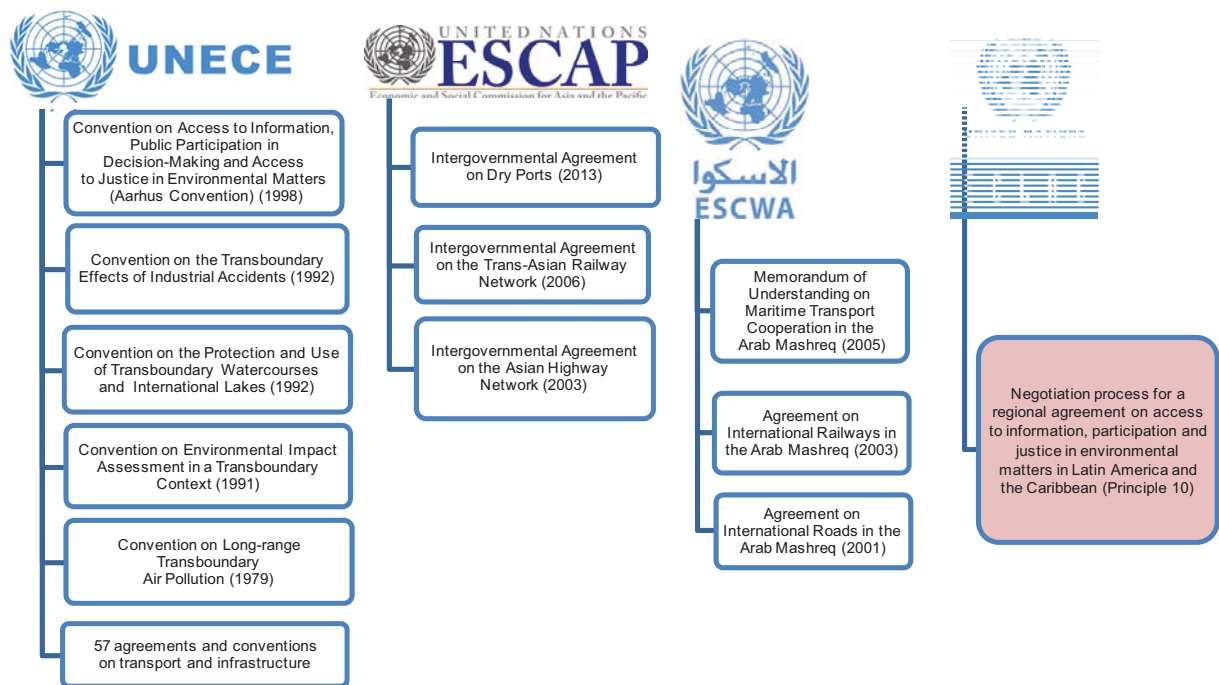 UNECE
Convention on Access to Information,
Public Participation in
Decision-Making and Access
to Justice in Environmental Matters
(Aarhus Convention) (1998)
Convention on the Transboundary
Effects of Industrial Accidents (1992)
Convention on the Protection and Use
of Transboundary Watercourses
and International Lakes (1992)
Convention on Environmental Impact
Assessment in a Transboundary
Context (1991)
Convention on Long-range
Transboundary
Air Pollution (1979)
57 agreements and conventions
on transport and infrastructure
UNITED NATIONS
ESCAP
Economic and Social Commission for Asia and the Pacific
Intergovernmental Agreement
on Dry Ports (2013)
Intergovernmental Agreement
on the Trans-Asian Railway
Network (2006)
Intergovernmental Agreement
on the Asian Highway
Network (2003)
الاسكوا
ESCWA
Memorandum of
Understanding on
Maritime Transport
Cooperation in the
Arab Mashreq (2005)
Agreement on
International Railways in
the Arab Mashreq (2003)
Agreement on
International Roads in the
Arab Mashreq (2001)
Negotiation process for a
regional agreement on access
to information, participation and
justice in environmental
matters in Latin America and
the Caribbean (Principle 10)